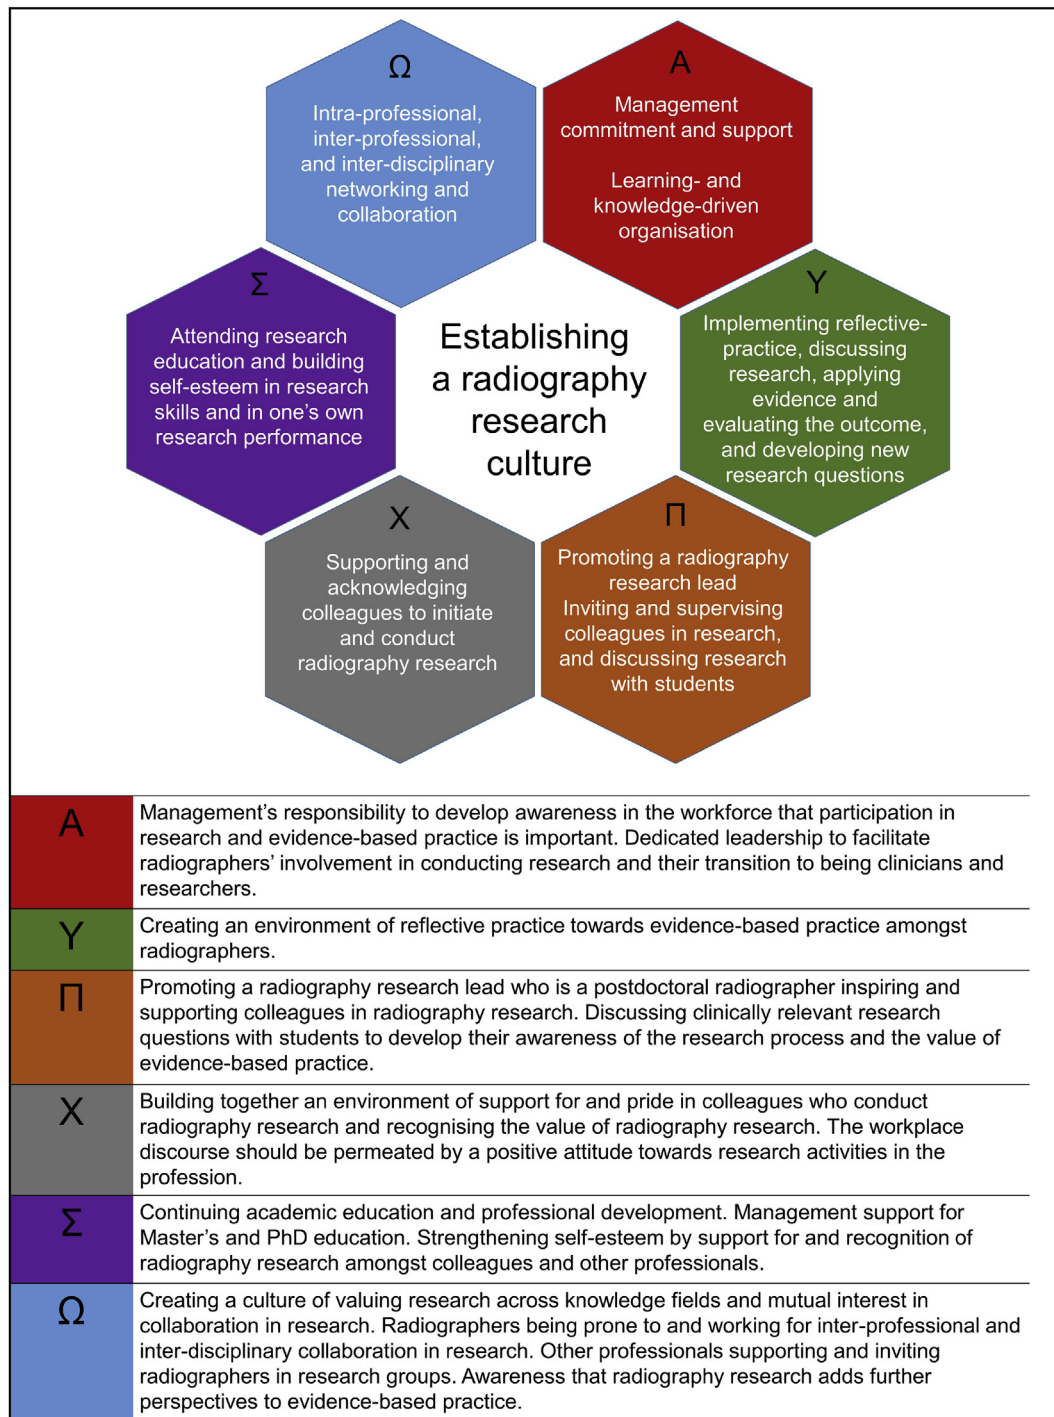 Ω
Intra-professional,
inter-professional,
and inter-disciplinary
networking and
collaboration
Α
Management
commitment and support
Learning- and
knowledge-driven
organisation
Σ
Attending research
education and building
self-esteem in research
skills and in one’s own
research performance
Establishing
a radiography
research
culture
Υ
Implementing reflective-
practice, discussing
research, applying
evidence and
evaluating the outcome,
and developing new
research questions
Χ
Supporting and
acknowledging
colleagues to initiate
and conduct
radiography research
Π
Promoting a radiography
research lead
Inviting and supervising
colleagues in research,
and discussing research
with students
Α
Management’s responsibility to develop awareness in the workforce that participation in
research and evidence-based practice is important. Dedicated leadership to facilitate
radiographers’ involvement in conducting research and their transition to being clinicians and
researchers.
Υ
Creating an environment of reflective practice towards evidence-based practice amongst
radiographers.
Π
Promoting a radiography research lead who is a postdoctoral radiographer inspiring and
supporting colleagues in radiography research. Discussing clinically relevant research
questions with students to develop their awareness of the research process and the value of
evidence-based practice.
Χ
Building together an environment of support for and pride in colleagues who conduct
radiography research and recognising the value of radiography research. The workplace
discourse should be permeated by a positive attitude towards research activities in the
profession.
Σ
Continuing academic education and professional development. Management support for
Master’s and PhD education. Strengthening self-esteem by support for and recognition of
radiography research amongst colleagues and other professionals.
Ω
Creating a culture of valuing research across knowledge fields and mutual interest in
collaboration in research. Radiographers being prone to and working for inter-professional and
inter-disciplinary collaboration in research. Other professionals supporting and inviting
radiographers in research groups. Awareness that radiography research adds further
perspectives to evidence-based practice.